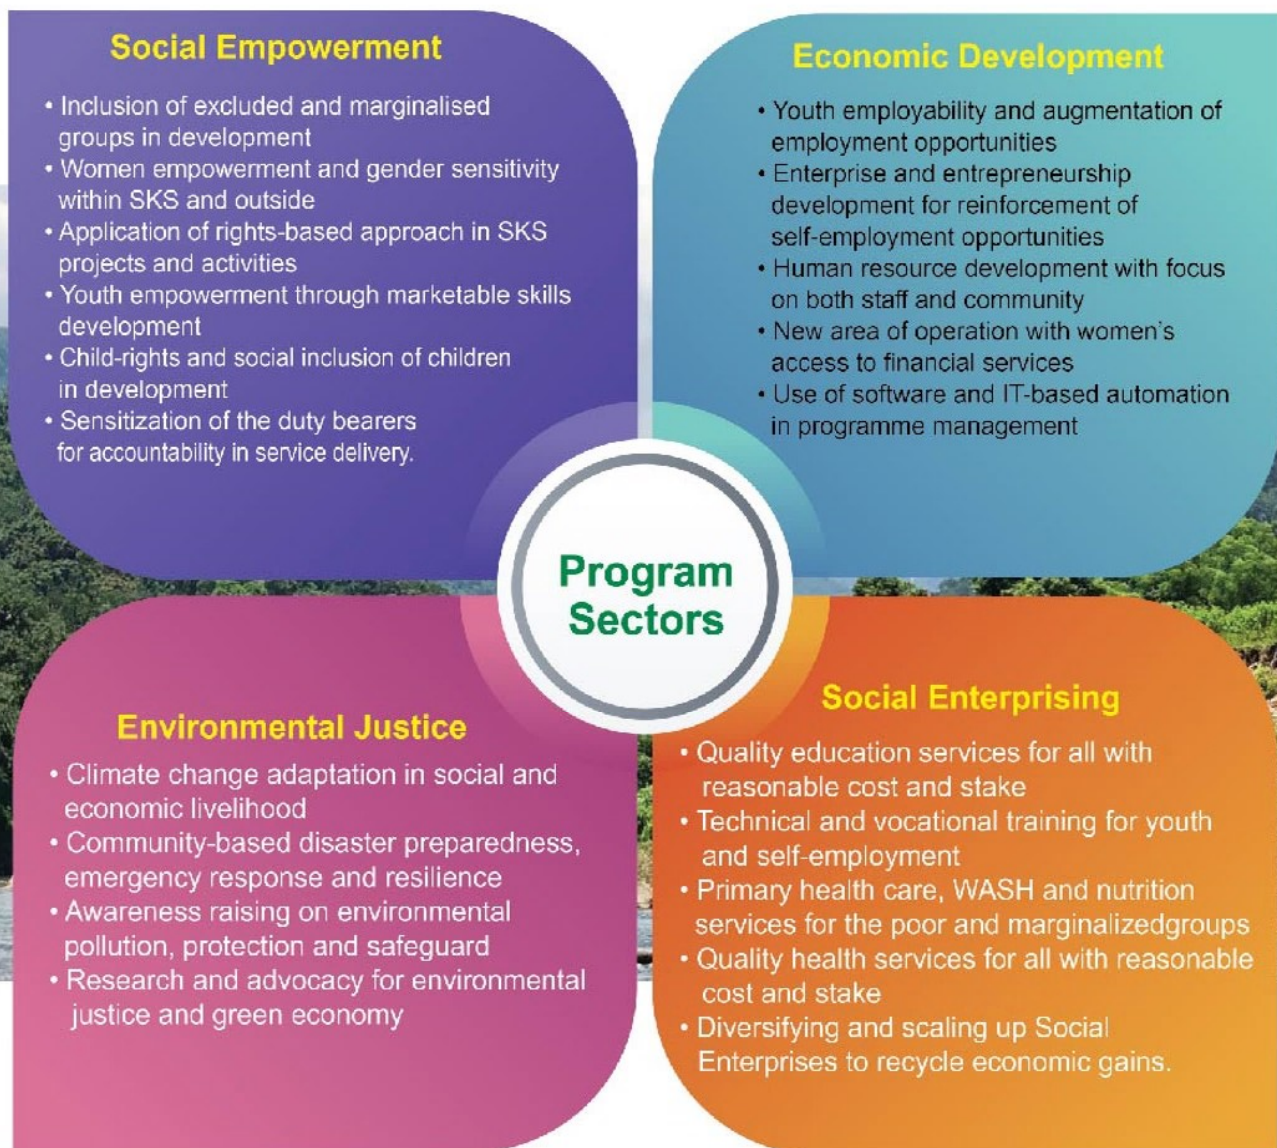 Social Empowerment
• Inclusion of excluded and marginalised
groups in development
• Women empowerment and gender sensitivity
within SKS and outside
• Application of rights-based approach in SKS
projects and activities
• Youth empowerment through marketable skills
development
• Child-rights and social inclusion of children
in development
• Sensitization of the duty bearers
for accountability in service delivery.
Economic Development
• Youth employability and augmentation of
employment opportunities
• Enterprise and entrepreneurship
development for reinforcement of
self-employment opportunities
• Human resource development with focus
on both staff and community
• New area of operation with women's
access to financial services
• Use of software and IT-based automation
in programme management
Program
Sectors
Environmental Justice
• Climate change adaptation in social and
economic livelihood
• Community-based disaster preparedness,
emergency response and resilience
• Awareness raising on environmental
pollution, protection and safeguard
• Research and advocacy for environmental
justice and green economy
Social Enterprising
• Quality education services for all with
reasonable cost and stake
• Technical and vocational training for youth
and self-employment
• Primary health care, WASH and nutrition
services for the poor and marginalizedgroups
• Quality health services for all with reasonable
cost and stake
• Diversifying and scaling up Social
Enterprises to recycle economic gains.